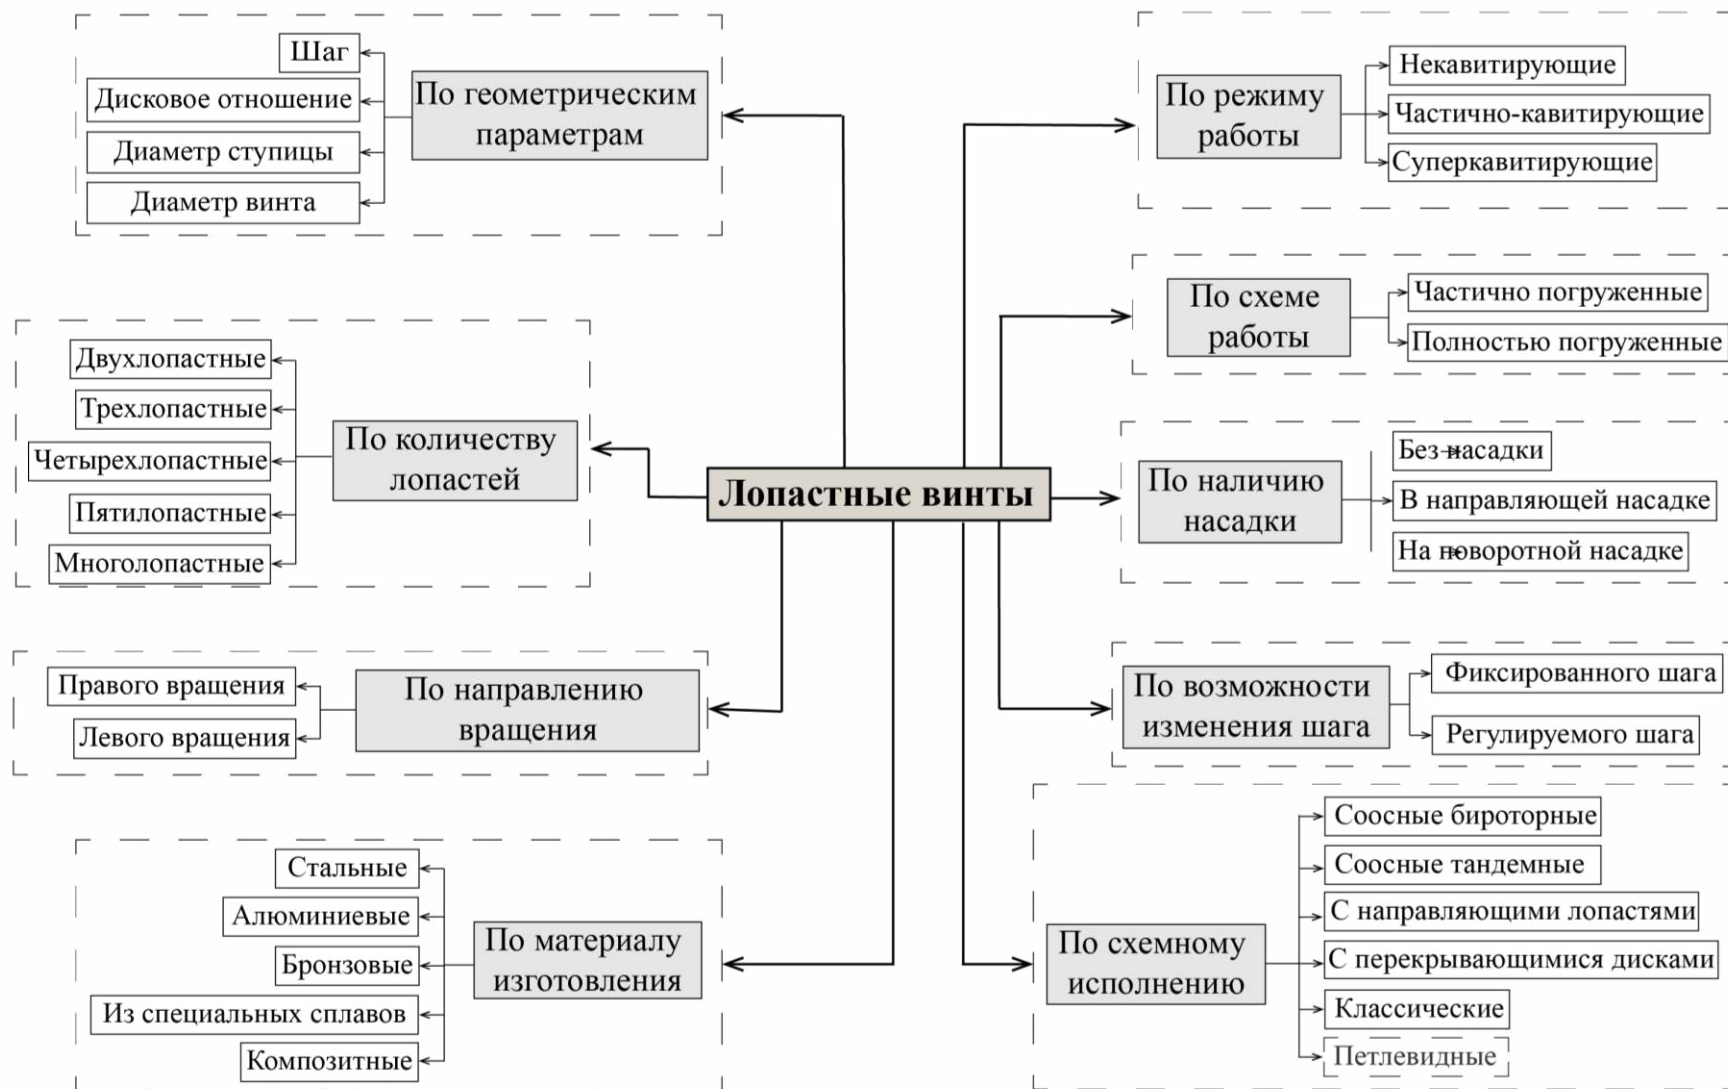 Шаг
Дисковое отношение
Диаметр ступицы
Диаметр винта
По геометрическим
параметрам
По режиму
работы
Некавитирующие
Частично-кавитирующие
Суперкавитирующие
По схеме
работы
Частично погруженные
Полностью погруженные
Двухлопастные
Трехлопастные
Четырехлопастные
Пятилопастные
Многолопастные
По количеству
лопастей
Лопастные винты
По наличию
насадки
Без насадки
В направляющей насадке
На поворотной насадке
Правого вращения
Левого вращения
По направлению
вращения
По возможности
изменения шага
Фиксированного шага
Регулируемого шага
Стальные
Алюминиевые
Бронзовые
Из специальных сплавов
Композитные
По материалу
изготовления
По схемному
исполнению
Соосные бироторные
Соосные тандемные
С направляющими лопастями
С перекрывающимися дисками
Классические
Петлевидные